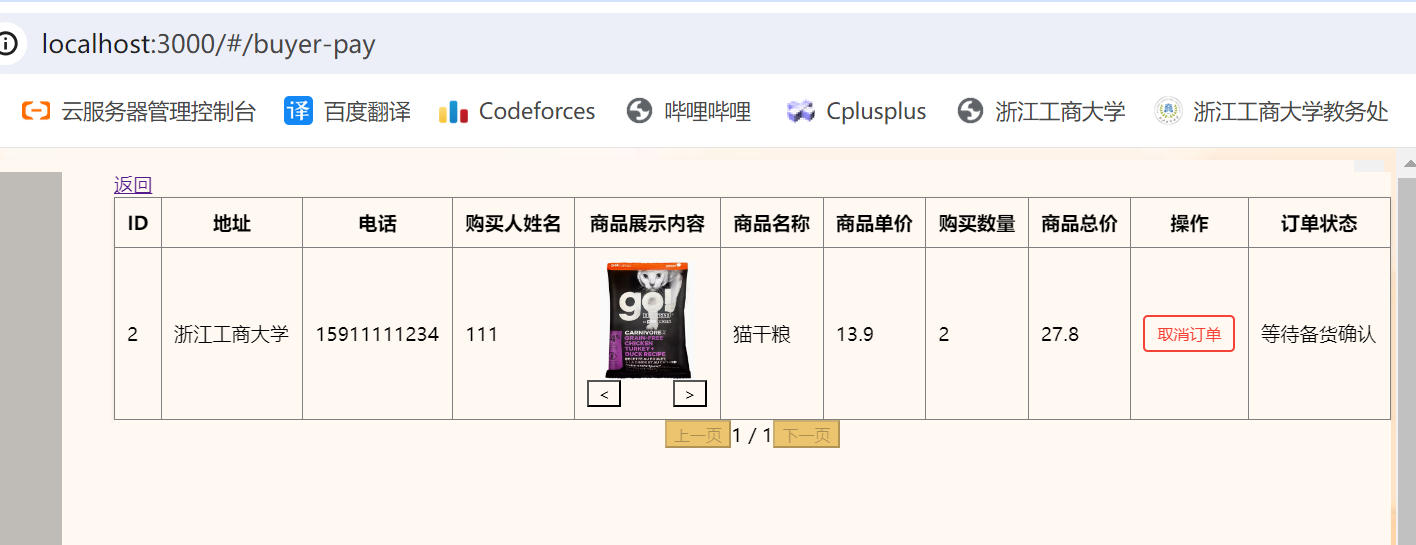 localhost:3000/#/buyer-pay
云服务器管理控制台 译 百度翻译 Codeforces 哔哩哔哩 Cplusplus 浙江工商大学 浙江工商大学教务处
返回
ID 地址 电话 购买人姓名 商品展示内容 商品名称 商品单价 购买数量 商品总价 操作 订单状态
go!
CARNIVORE
GRAIN-FREE
CHICKEN
TURKEY+
DUCK RECIPE
2 浙江工商大学 15911111234 111 猫干粮 13.9 2 27.8 取消订单 等待备货确认
< >
上一页 1 / 1 下一页